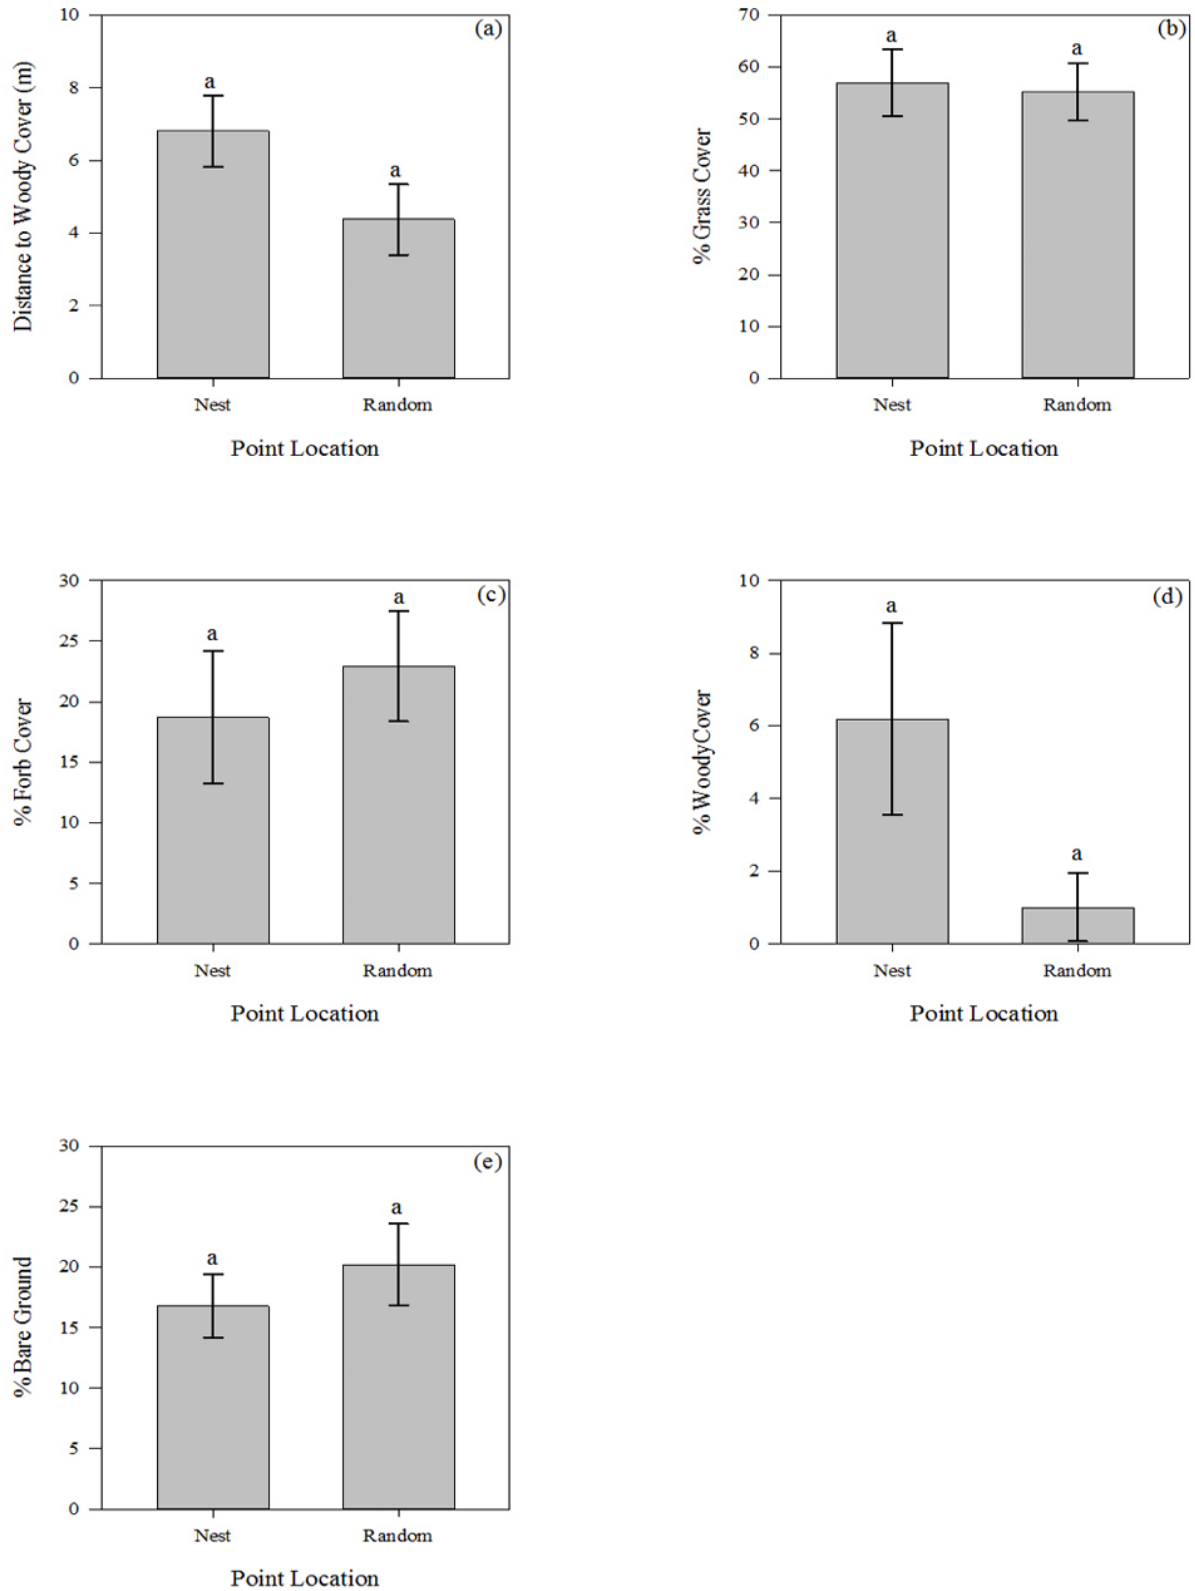 (a)
Distance to Woody Cover (m)
10
8
6
4
2
0
a
a
Nest
Random
Point Location
(b)
% Grass Cover
70
60
50
40
30
20
10
0
a
a
Nest
Random
Point Location
(c)
% Forb Cover
30
25
20
15
10
5
0
a
a
Nest
Random
Point Location
(d)
% WoodyCover
10
8
6
4
2
0
a
a
Nest
Random
Point Location
(e)
% Bare Ground
30
25
20
15
10
5
0
a
a
Nest
Random
Point Location